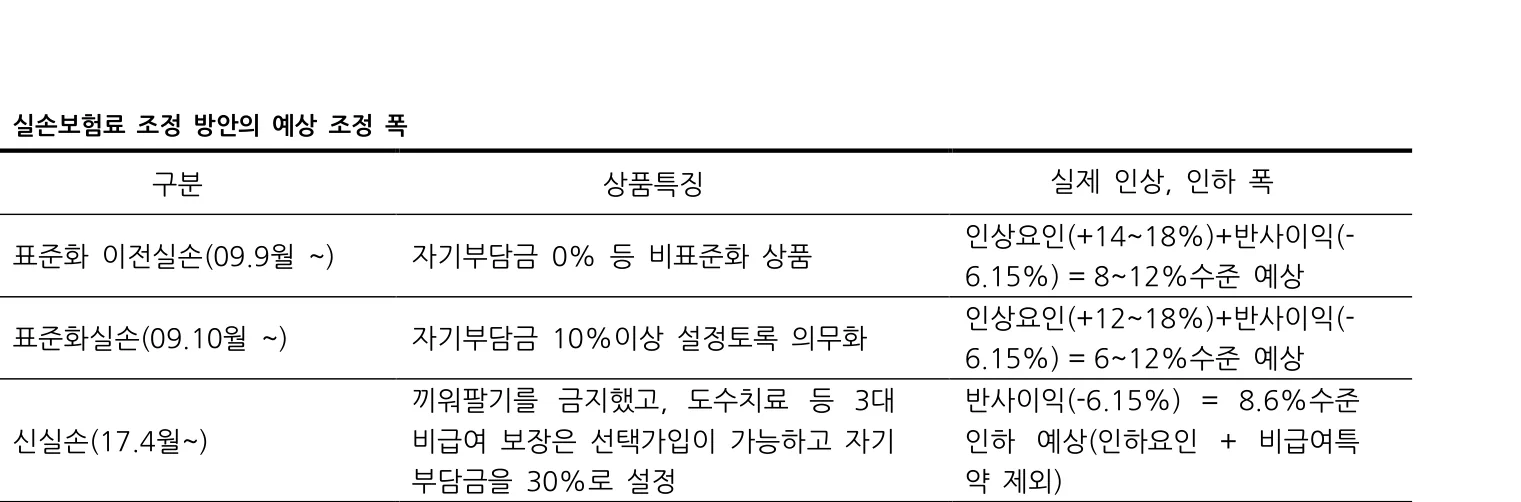 실손보험료 조정 방안의 예상 조정 폭
구분 상품특징 실제 인상, 인하 폭
표준화 이전실손(09.9월 ~) 자기부담금 0% 등 비표준화 상품
인상요인(+14~18%)+반사이익(-
6.15%) = 8~12%수준 예상
표준화실손(09.10월 ~) 자기부담금 10%이상 설정토록 의무화
인상요인(+12~18%)+반사이익(-
6.15%) = 6~12%수준 예상
신실손(17.4월~)
끼워팔기를 금지했고, 도수치료 등 3대
비급여 보장은 선택가입이 가능하고 자기
부담금을 30%로 설정
반사이익(-6.15%) = 8.6%수준
인하 예상(인하요인 + 비급여특
약 제외)